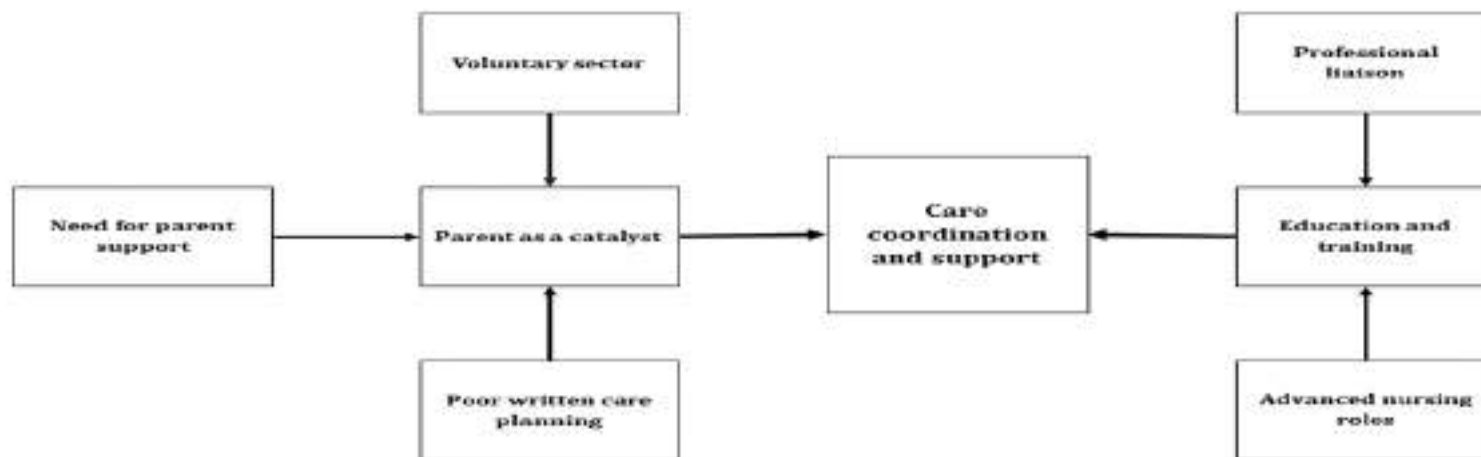 Voluntary sector
Professional
liaison
Need for parent
support
Parent as a catalyst
Care
coordination
and support
Education and
training
Poor written care
planning
Advanced nursing
roles